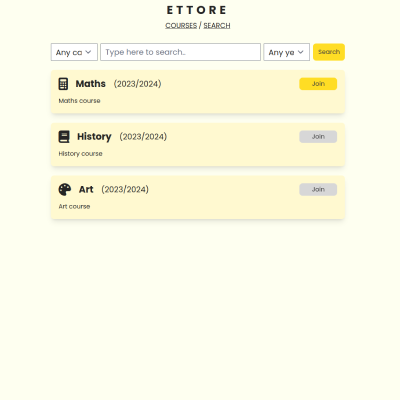 ETTORE
COURSES / SEARCH
Any co Type here to search.. Any ye Search
Maths (2023/2024) Join
Maths course
History (2023/2024) Join
History course
Art (2023/2024) Join
Art course